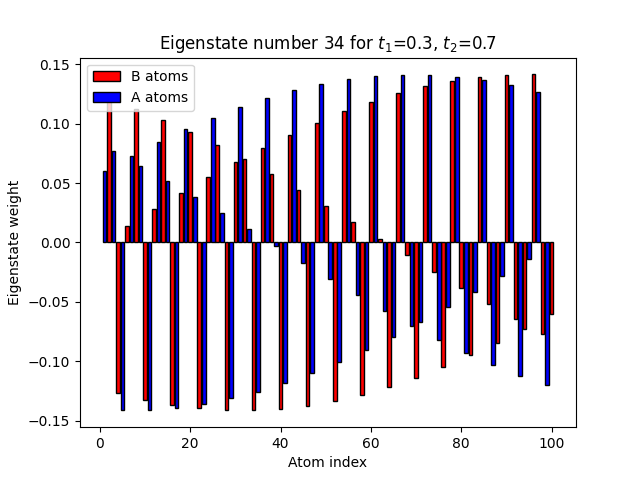 Eigenstate number 34 for t₁=0.3, t₂=0.7
B atoms
A atoms
0.15
0.10
0.05
0.00
−0.05
−0.10
−0.15
Eigenstate weight
0 20 40 60 80 100
Atom index